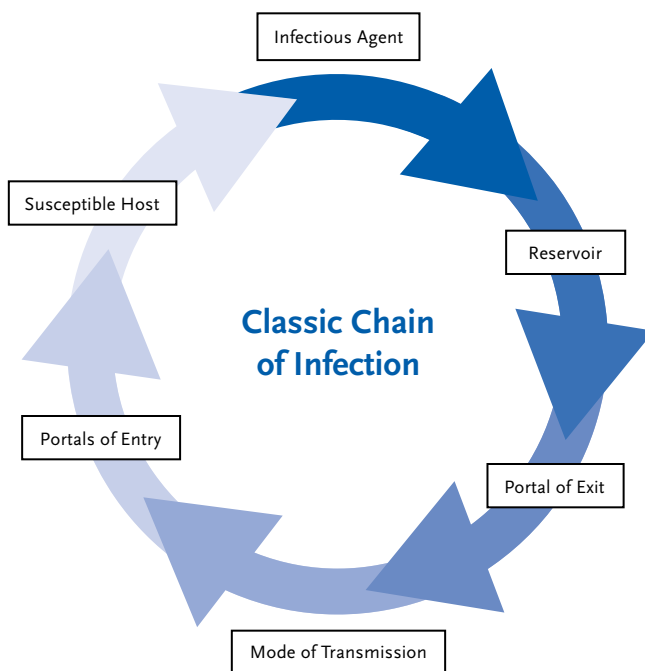 Infectious Agent
Reservoir
Portal of Exit
Mode of Transmission
Portals of Entry
Susceptible Host
Classic Chain
of Infection